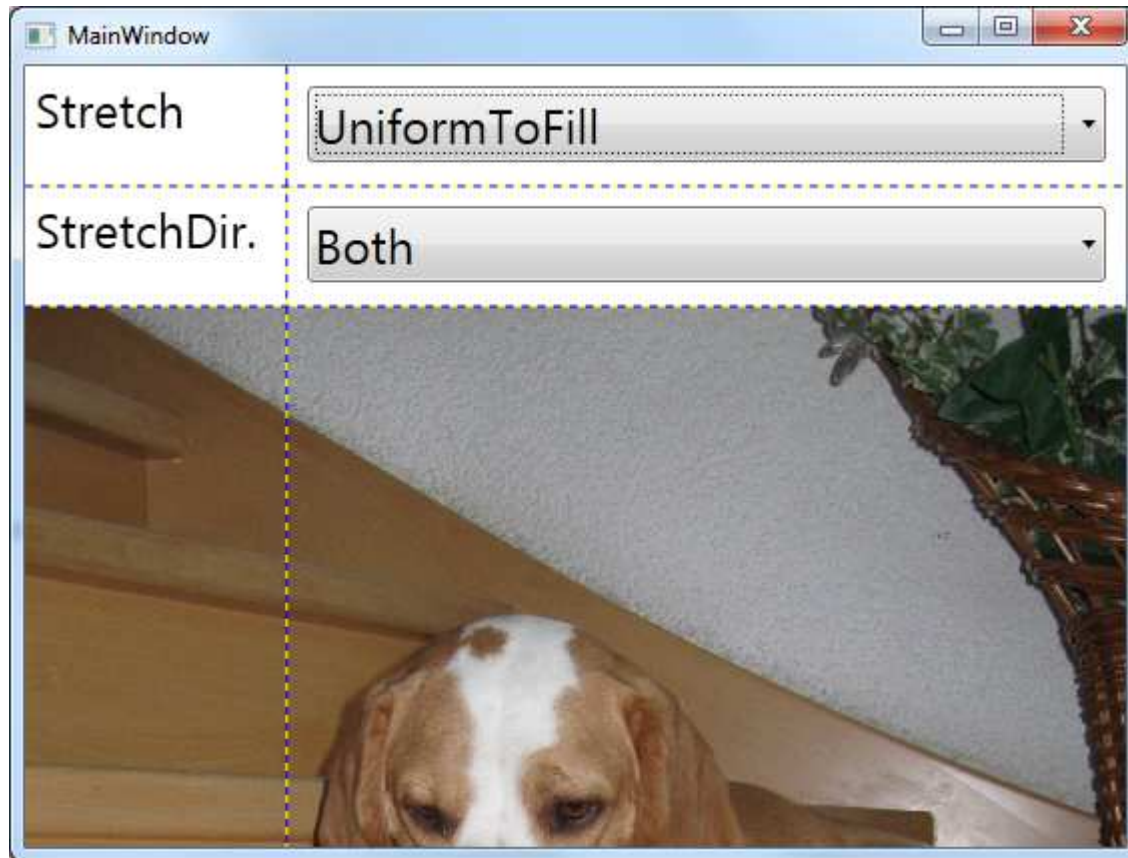 MainWindow
Stretch
UniformToFill
StretchDir.
Both